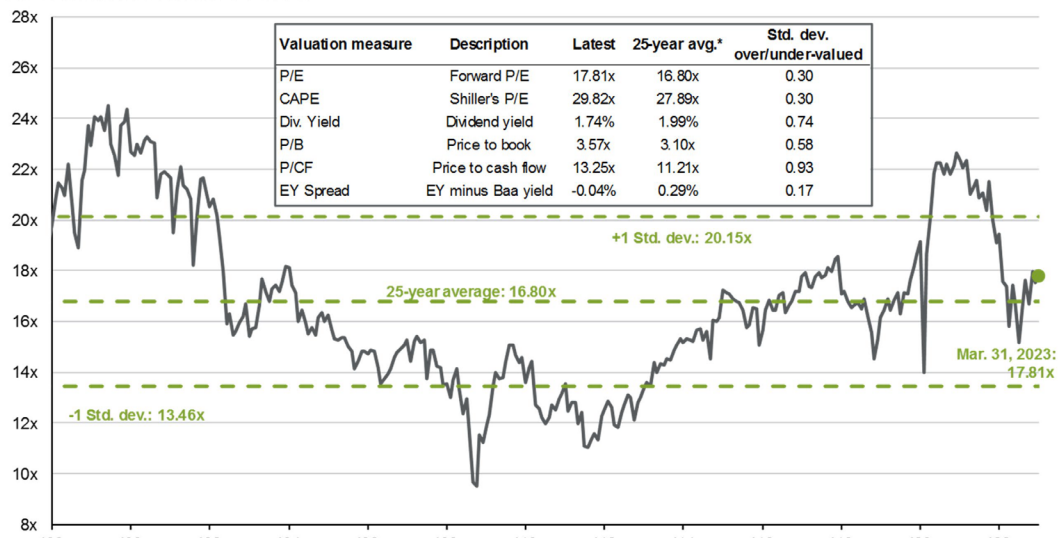 28x
26x
24x
22x
20x
18x
16x
14x
12x
10x
8x
Valuation measure Description Latest 25-year avg.* Std. dev. over/under-valued
P/E Forward P/E 17.81x 16.80x 0.30
CAPE Shiller's P/E 29.82x 27.89x 0.30
Div. Yield Dividend yield 1.74% 1.99% 0.74
P/B Price to book 3.57x 3.10x 0.58
P/CF Price to cash flow 13.25x 11.21x 0.93
EY Spread EY minus Baa yield -0.04% 0.29% 0.17
+1 Std. dev.: 20.15x
25-year average: 16.80x
Mar. 31, 2023:
17.81x
-1 Std. dev.: 13.46x